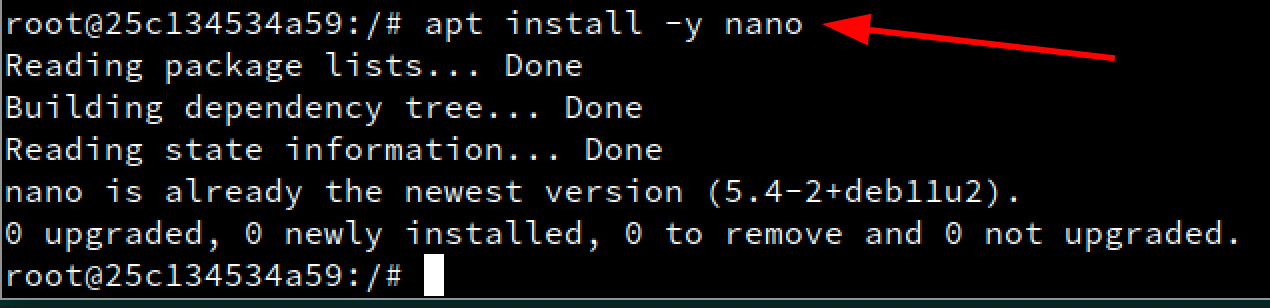 root@25c134534a59:/# apt install -y nano
Reading package lists... Done
Building dependency tree... Done
Reading state information... Done
nano is already the newest version (5.4-2+deb11u2).
0 upgraded, 0 newly installed, 0 to remove and 0 not upgraded.
root@25c134534a59:/#